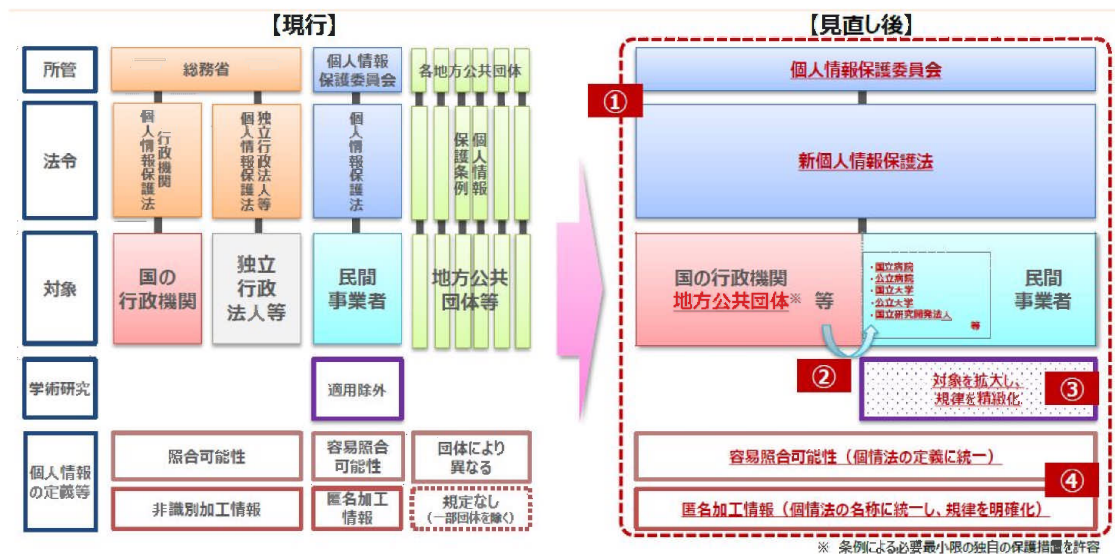 【現行】
【見直し後】
所管
総務省
個人情報
保護委員会
各地方公共団体
個人情報保護委員会
①
法令
行政機関
個人情報保護法
独立行政法人等
個人情報保護法
個人情報保護法
個人情報
保護条例
新個人情報保護法
対象
国の
行政機関
独立
行政
法人等
民間
事業者
地方公共
団体等
国の行政機関
地方公共団体※ 等
・国立病院
・公立病院
・国立大学
・公立大学
・国立研究開発法人
等
民間
事業者
②
学術研究
適用除外
対象を拡大し、
規律を精緻化
③
個人情報
の定義等
照合可能性
容易照合
可能性
団体により
異なる
容易照合可能性（個情法の定義に統一）
④
非識別加工情報
匿名加工
情報
規定なし
（一部団体を除く）
匿名加工情報（個情法の名称に統一し、規律を明確化）
※ 条例による必要最小限の独自の保護措置を許容